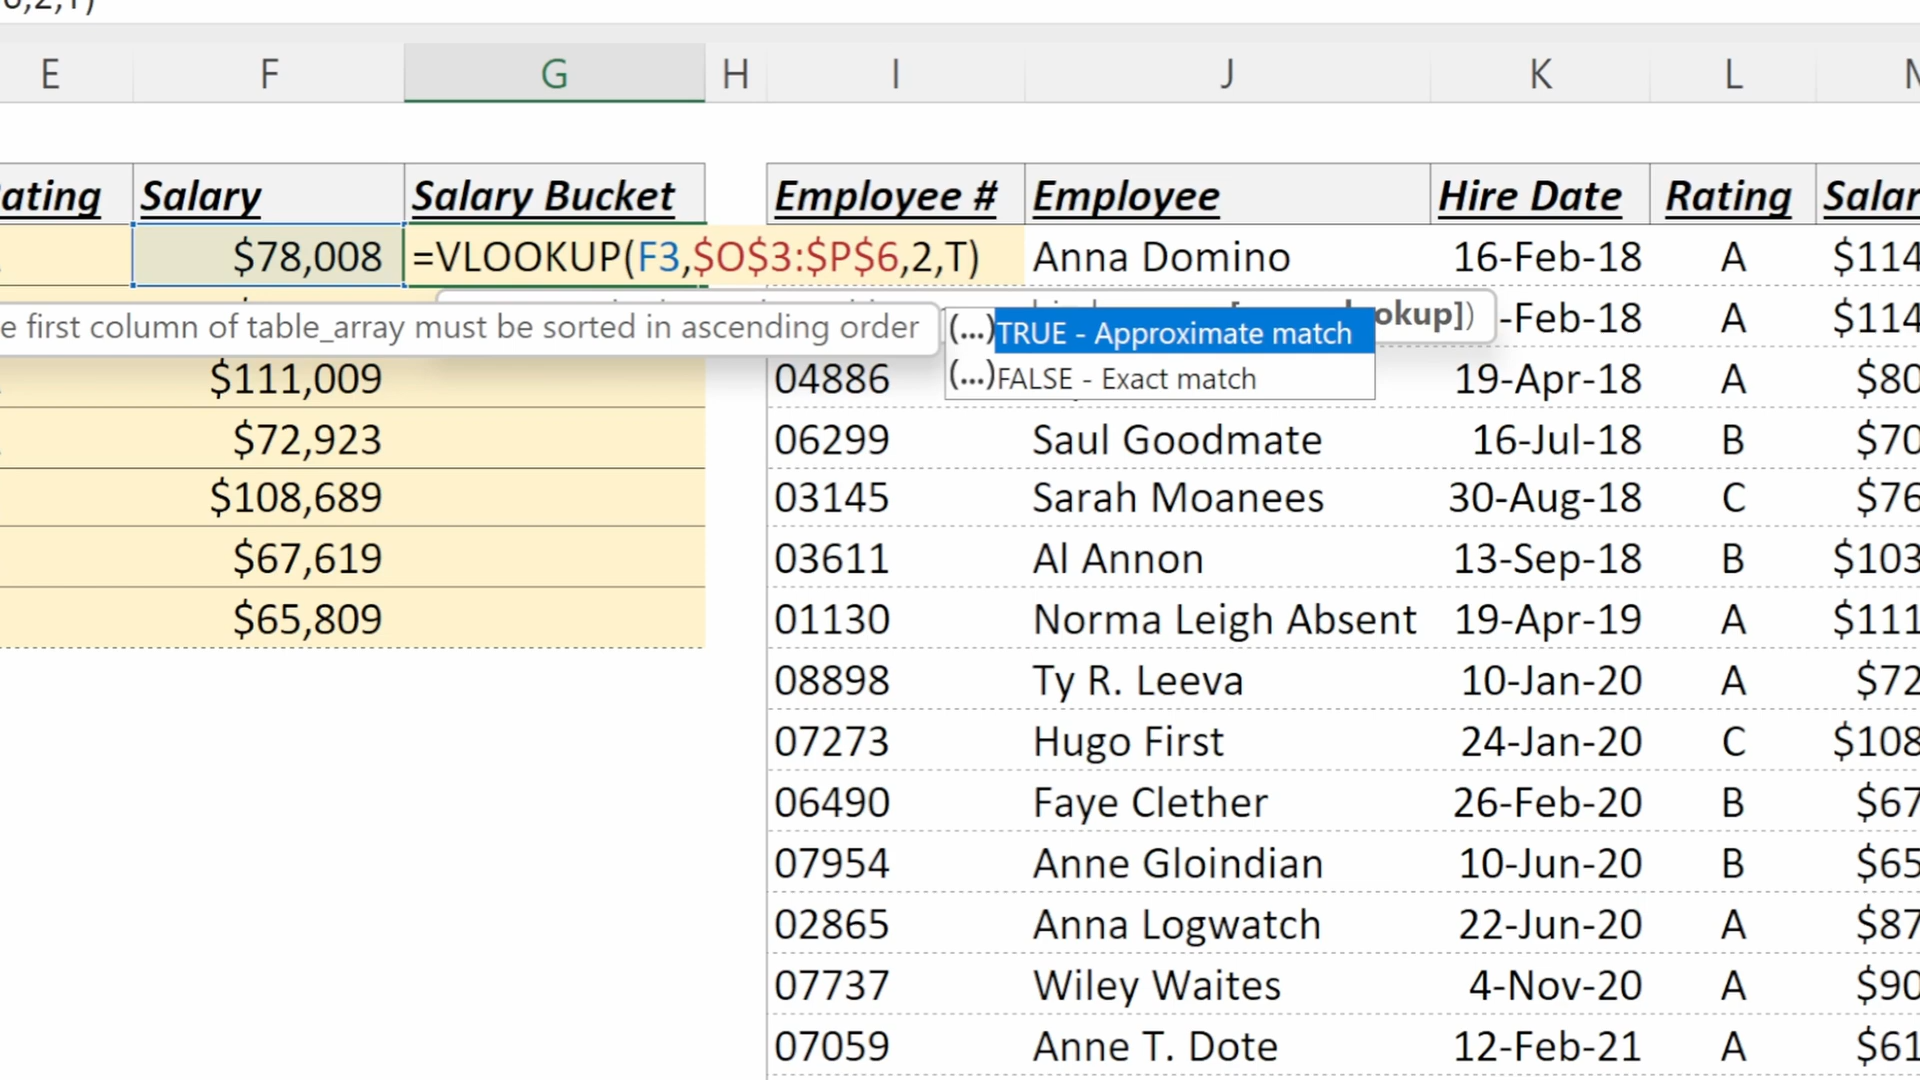 E F G H I J K L
Salary Salary Bucket Employee # Employee Hire Date Rating
$78,008 =VLOOKUP(F3,$O$3:$P$6,2,T) Anna Domino 16-Feb-18 A $114
first column of table_array must be sorted in ascending order (...)TRUE - Approximate match -Feb-18 A $114
$111,009 04886 (...)FALSE - Exact match 19-Apr-18 A $80
$72,923 06299 Saul Goodmate 16-Jul-18 B $70
$108,689 03145 Sarah Moanees 30-Aug-18 C $76
$67,619 03611 Al Annon 13-Sep-18 B $103
$65,809 01130 Norma Leigh Absent 19-Apr-19 A $111
08898 Ty R. Leeva 10-Jan-20 A $72
07273 Hugo First 24-Jan-20 C $108
06490 Faye Clether 26-Feb-20 B $67
07954 Anne Gloindian 10-Jun-20 B $65
02865 Anna Logwatch 22-Jun-20 A $87
07737 Wiley Waites 4-Nov-20 A $90
07059 Anne T. Dote 12-Feb-21 A $61